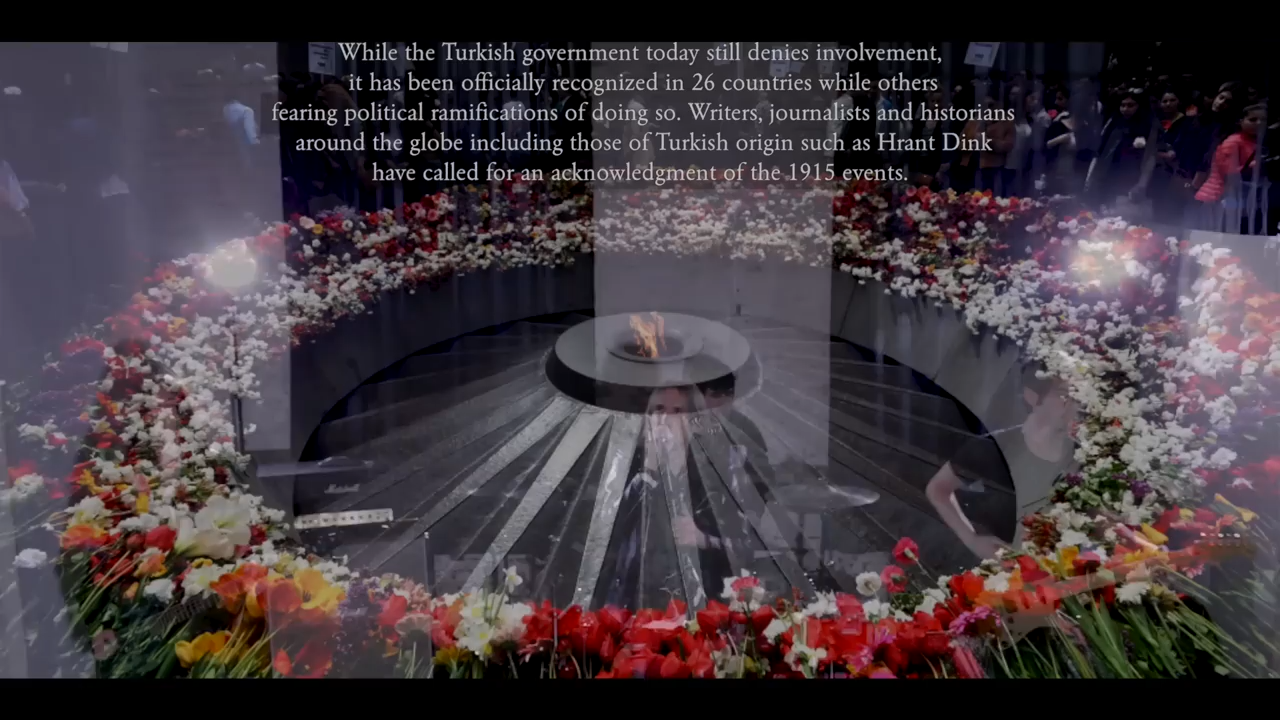 While the Turkish government today still denies involvement,
it has been officially recognized in 26 countries while others
fearing political ramifications of doing so. Writers, journalists and historians
around the globe including those of Turkish origin such as Hrant Dink
have called for an acknowledgment of the 1915 events.
Marshall